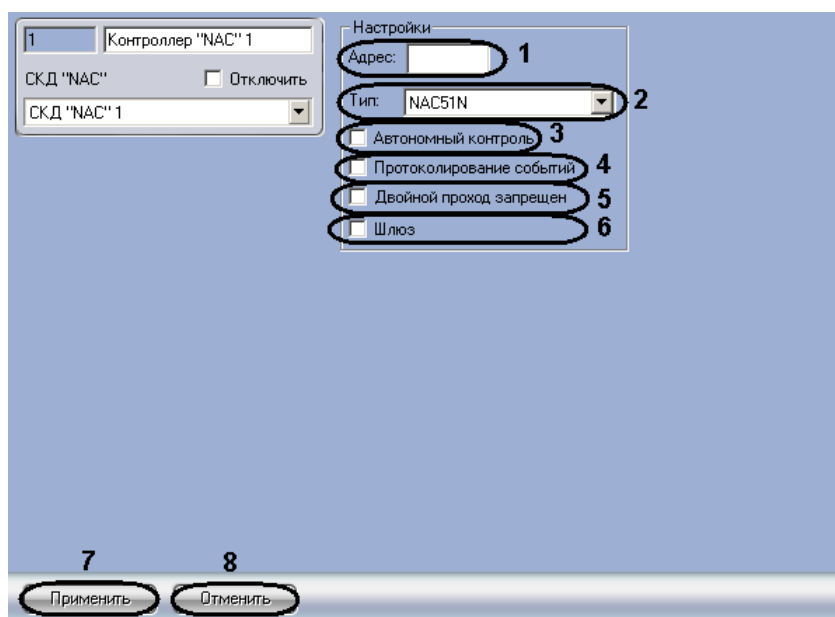 1 Контроллер "NAC" 1
СКД "NAC" Отключить
СКД "NAC" 1
Настройки
Адрес: 1
Тип: NAC51N 2
Автономный контроль 3
Протоколирование событий 4
Двойной проход запрещен 5
Шлюз 6
7 8
Применить Отменить